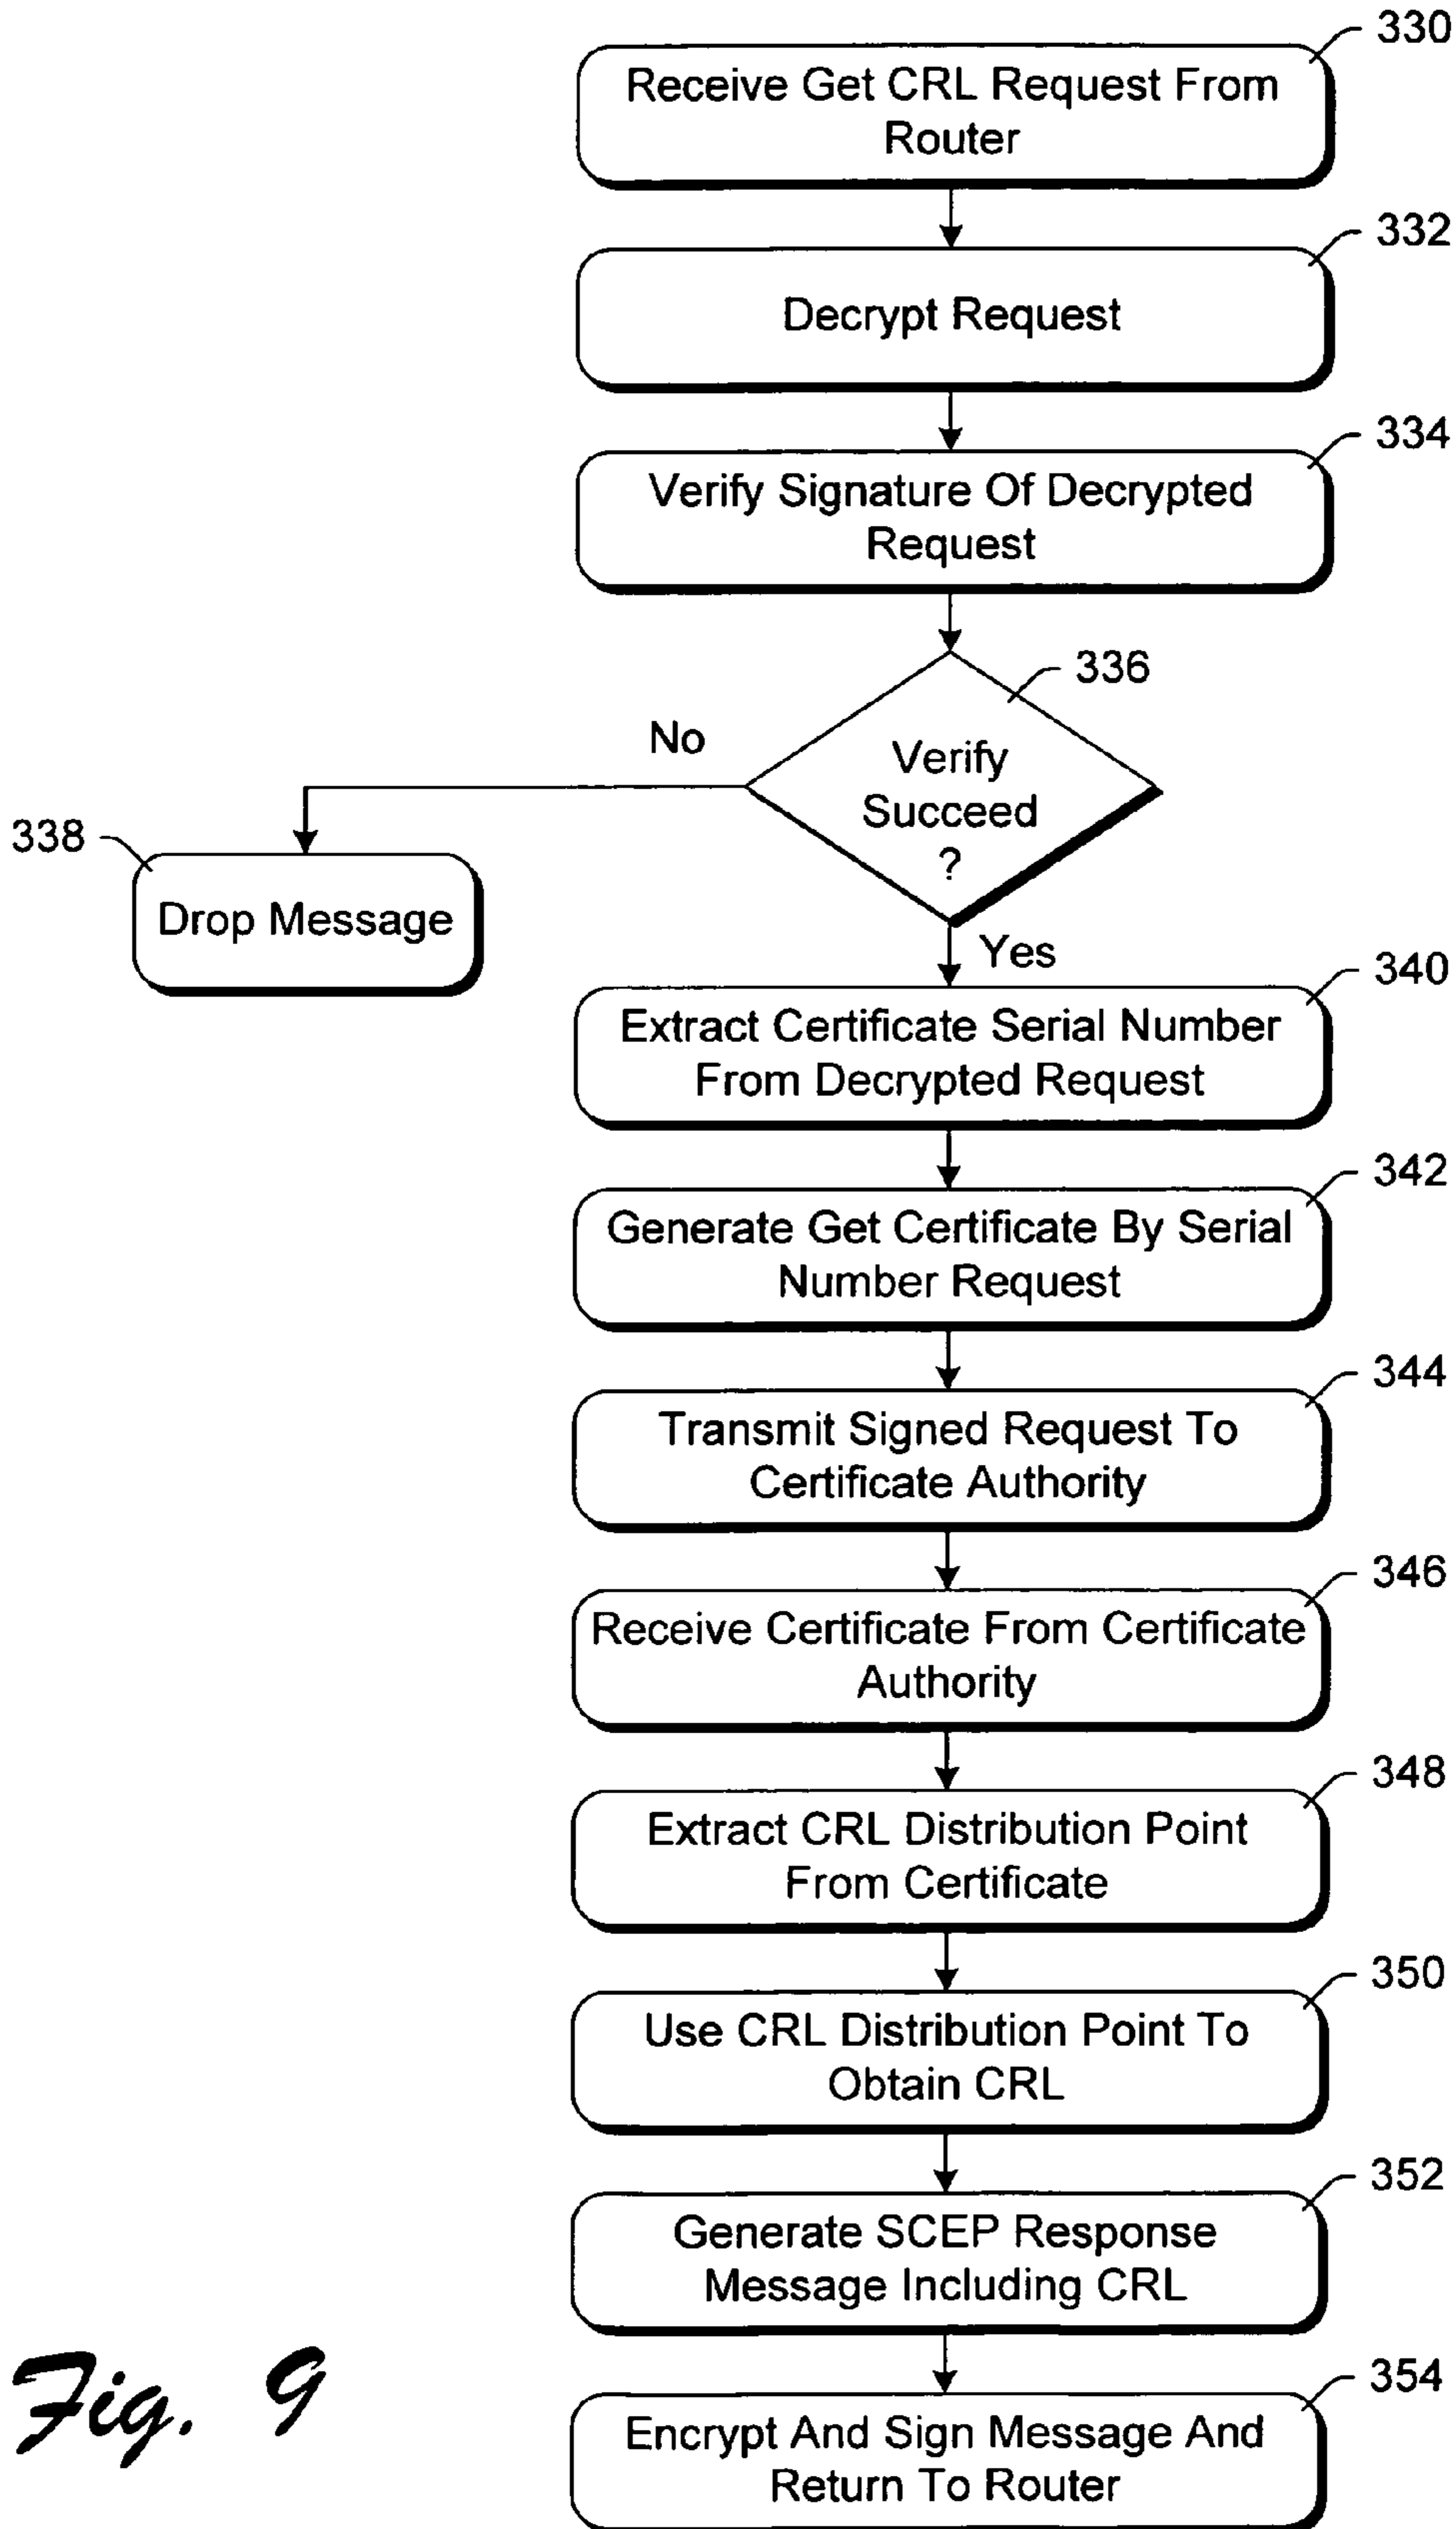 330
Receive Get CRL Request From
Router
332
Decrypt Request
334
Verify Signature Of Decrypted
Request
336
Verify
Succeed
?
No
338
Drop Message
Yes
340
Extract Certificate Serial Number
From Decrypted Request
342
Generate Get Certificate By Serial
Number Request
344
Transmit Signed Request To
Certificate Authority
346
Receive Certificate From Certificate
Authority
348
Extract CRL Distribution Point
From Certificate
350
Use CRL Distribution Point To
Obtain CRL
352
Generate SCEP Response
Message Including CRL
354
Encrypt And Sign Message And
Return To Router
Fig. 9